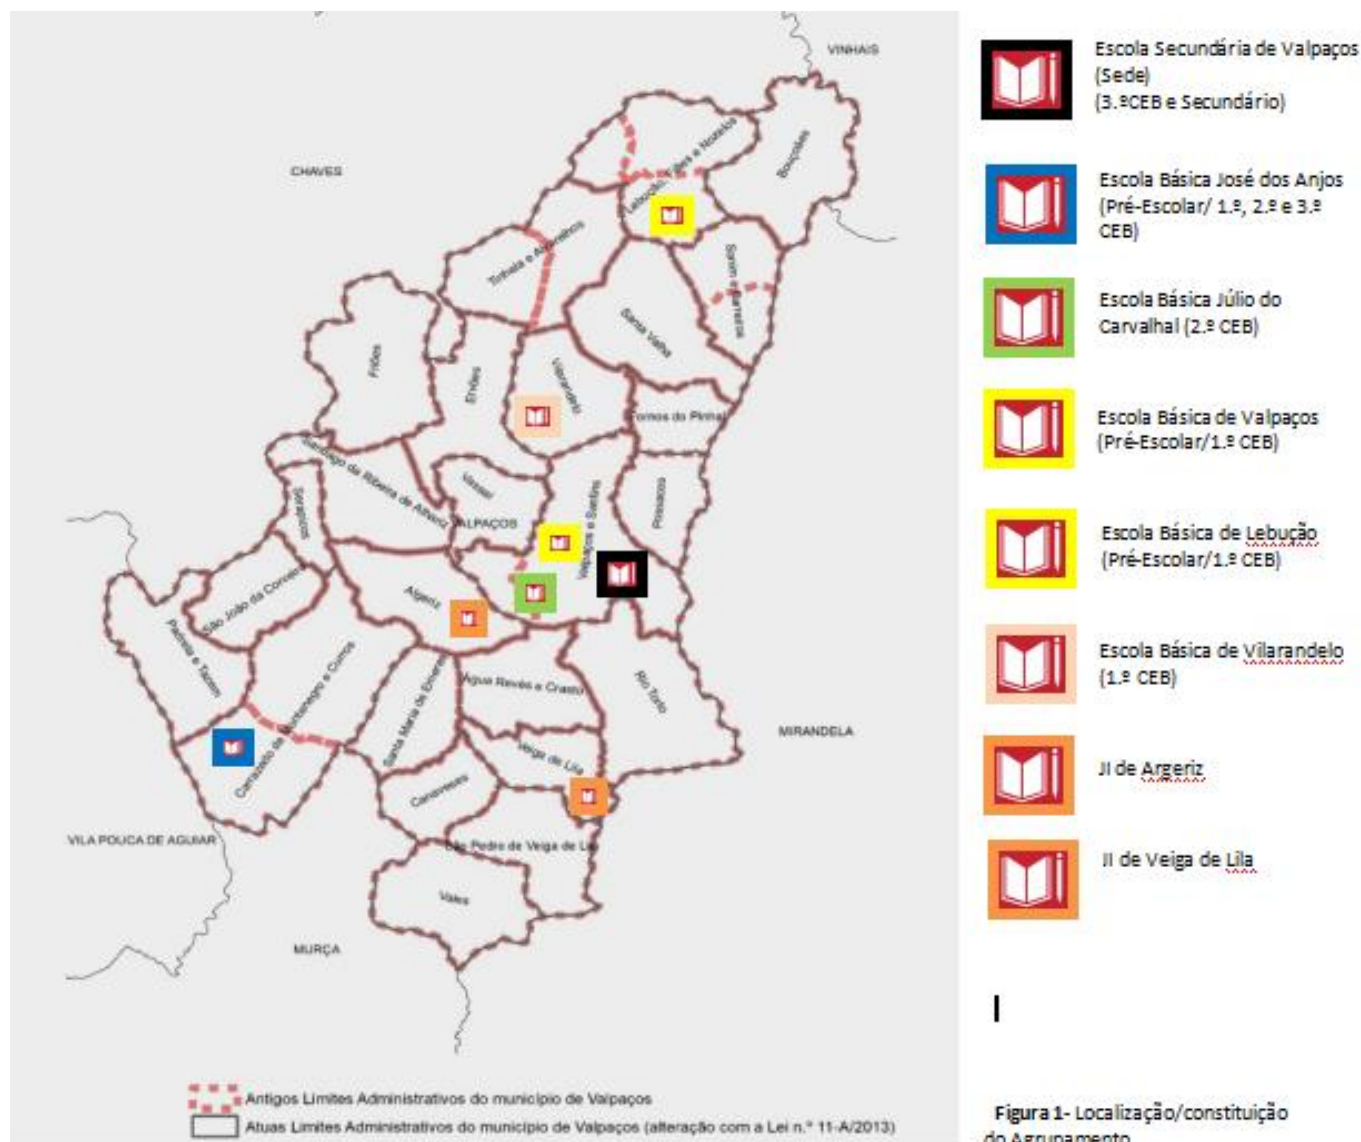 VINHAIS
CHAVES
Bouçoães
Lebução, Fiães e Nozelos
Tinhela e Alvarelhos
Sonim e Barreiros
Santa Valha
Friões
Ervões
Vilarandelo
Fornos do Pinhal
Santiago da Ribeira de Alhariz
Serapicos
Vassal
VALPAÇOS
Valpaços e Sanfins
Possacos
Algeriz
São João da Corveira
Padrela e Tazem
Carrazedo de Montenegro e Curros
Santa Maria de Emeres
Água Revés e Crasto
Rio Torto
MIRANDELA
Veiga de Lila
Canaveses
São Pedro de Veiga de Lila
VILA POUCA DE AGUIAR
Vales
MURÇA
Antigos Limites Administrativos do município de Valpaços
Atuas Limites Administrativos do município de Valpaços (alteração com a Lei n.º 11-A/2013)
Escola Secundária de Valpaços
(Sede)
(3.ºCEB e Secundário)
Escola Básica José dos Anjos
(Pré-Escolar/ 1.º, 2.º e 3.º
CEB)
Escola Básica Júlio do
Carvalhal (2.º CEB)
Escola Básica de Valpaços
(Pré-Escolar/1.º CEB)
Escola Básica de Lebução
(Pré-Escolar/1.º CEB)
Escola Básica de Vilarandelo
(1.º CEB)
JI de Argeriz
JI de Veiga de Lila
Figura 1- Localização/constituição
do Agrupamento